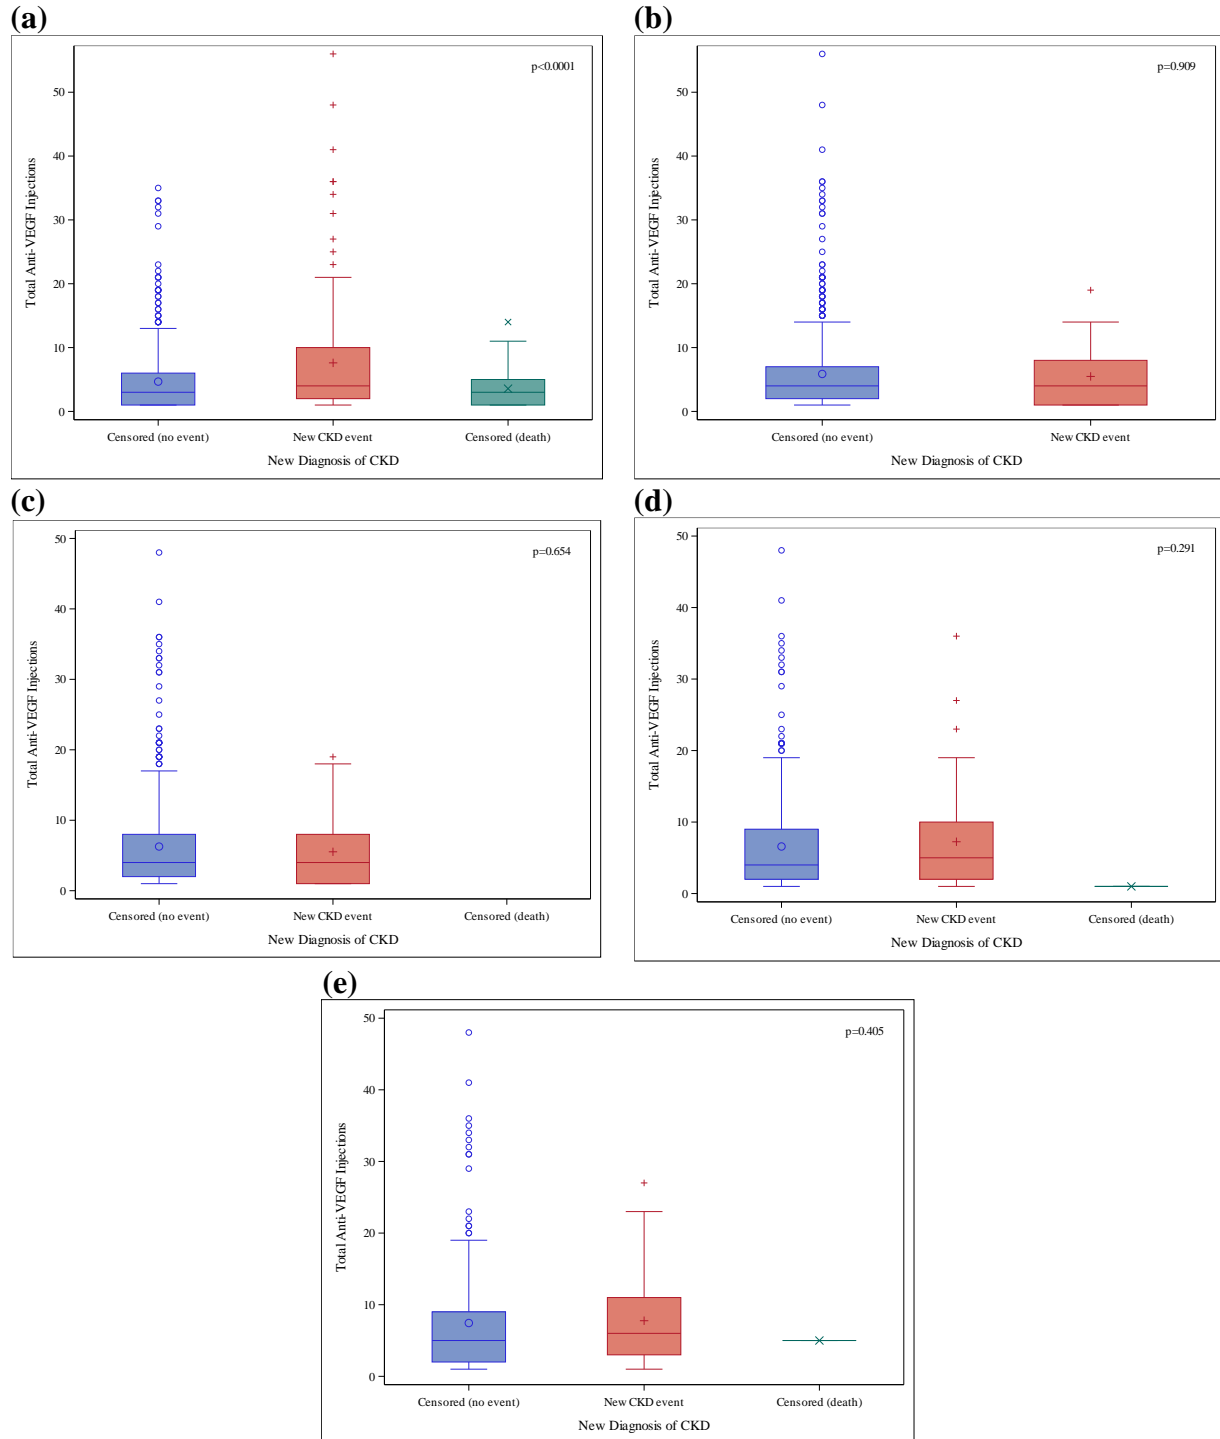 (a)
p<0.0001
Total Anti-VEGF Injections
50
40
30
20
10
0
Censored (no event) New CKD event Censored (death)
New Diagnosis of CKD
(b)
p=0.909
Total Anti-VEGF Injections
50
40
30
20
10
0
Censored (no event) New CKD event
New Diagnosis of CKD
(c)
p=0.654
Total Anti-VEGF Injections
50
40
30
20
10
0
Censored (no event) New CKD event Censored (death)
New Diagnosis of CKD
(d)
p=0.291
Total Anti-VEGF Injections
50
40
30
20
10
0
Censored (no event) New CKD event Censored (death)
New Diagnosis of CKD
(e)
p=0.405
Total Anti-VEGF Injections
50
40
30
20
10
0
Censored (no event) New CKD event Censored (death)
New Diagnosis of CKD